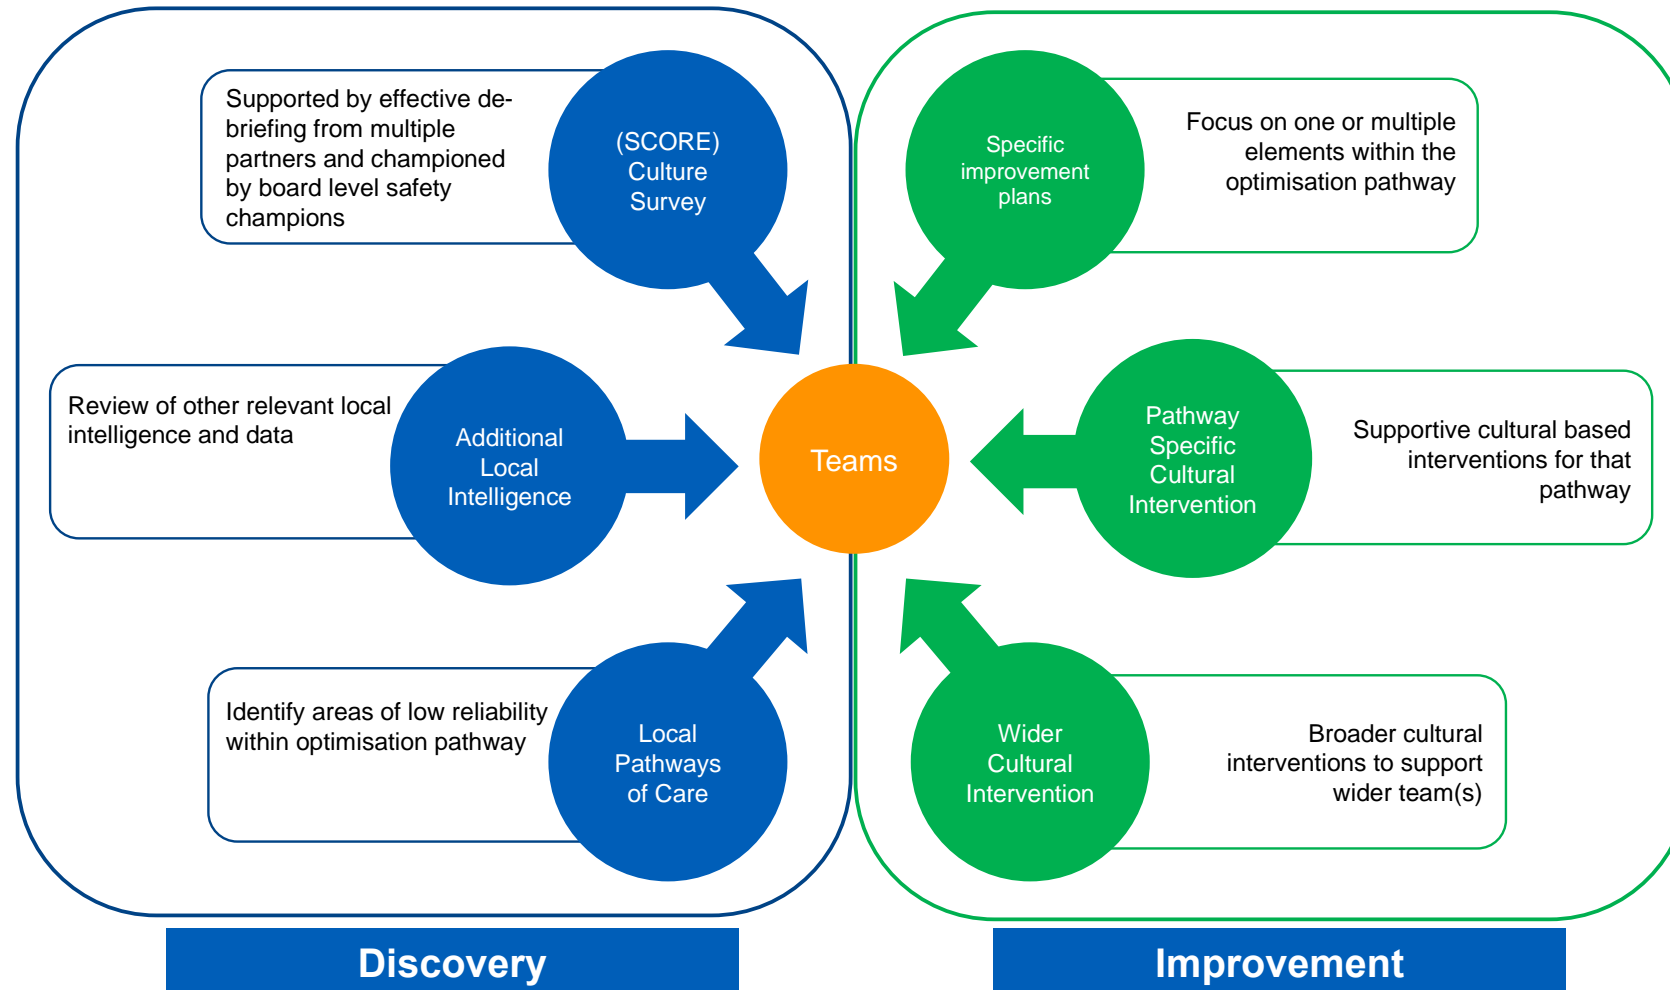 Supported by effective de-
briefing from multiple
partners and championed
by board level safety
champions
(SCORE)
Culture
Survey
Review of other relevant local
intelligence and data
Additional
Local
Intelligence
Identify areas of low reliability
within optimisation pathway
Local
Pathways
of Care
Teams
Specific
improvement
plans
Focus on one or multiple
elements within the
optimisation pathway
Pathway
Specific
Cultural
Intervention
Supportive cultural based
interventions for that
pathway
Wider
Cultural
Intervention
Broader cultural
interventions to support
wider team(s)
Discovery
Improvement